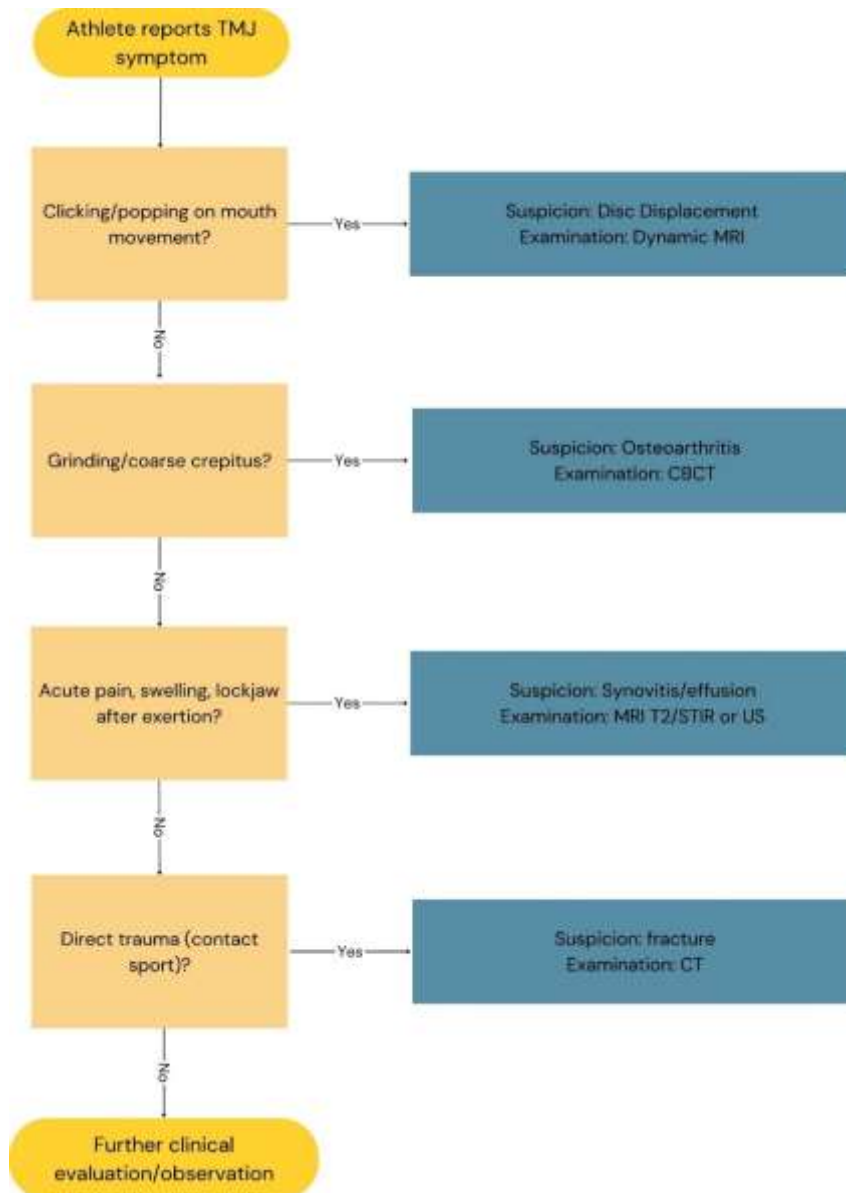 Athlete reports TMJ
symptom
Clicking/popping on mouth
movement?
Yes
Suspicion: Disc Displacement
Examination: Dynamic MRI
No
Grinding/coarse crepitus?
Yes
Suspicion: Osteoarthritis
Examination: CBCT
No
Acute pain, swelling, lockjaw
after exertion?
Yes
Suspicion: Synovitis/effusion
Examination: MRI T2/STIR or US
No
Direct trauma (contact
sport)?
Yes
Suspicion: fracture
Examination: CT
No
Further clinical
evaluation/observation